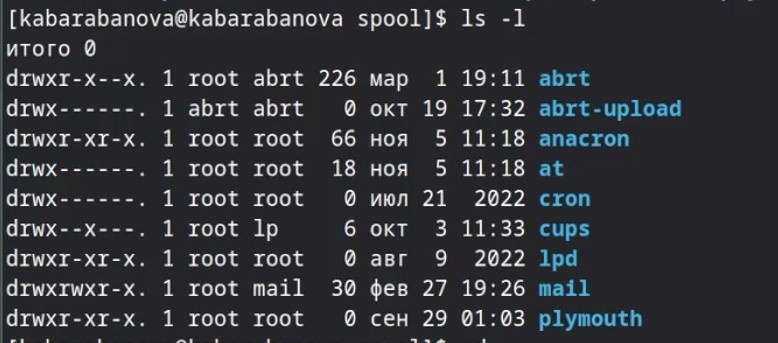 [kabarabanova@kabarabanova spool]$ ls -l
итого 0
drwxr-x--x. 1 root abrt 226 мар  1 19:11 abrt
drwx------. 1 abrt abrt   0 окт 19 17:32 abrt-upload
drwxr-xr-x. 1 root root  66 ноя  5 11:18 anacron
drwx------. 1 root root  18 ноя  5 11:18 at
drwx------. 1 root root   0 июл 21  2022 cron
drwx--x---. 1 root lp     6 окт  3 11:33 cups
drwxr-xr-x. 1 root root   0 авг  9  2022 lpd
drwxrwxr-x. 1 root mail  30 фев 27 19:26 mail
drwxr-xr-x. 1 root root   0 сен 29 01:03 plymouth